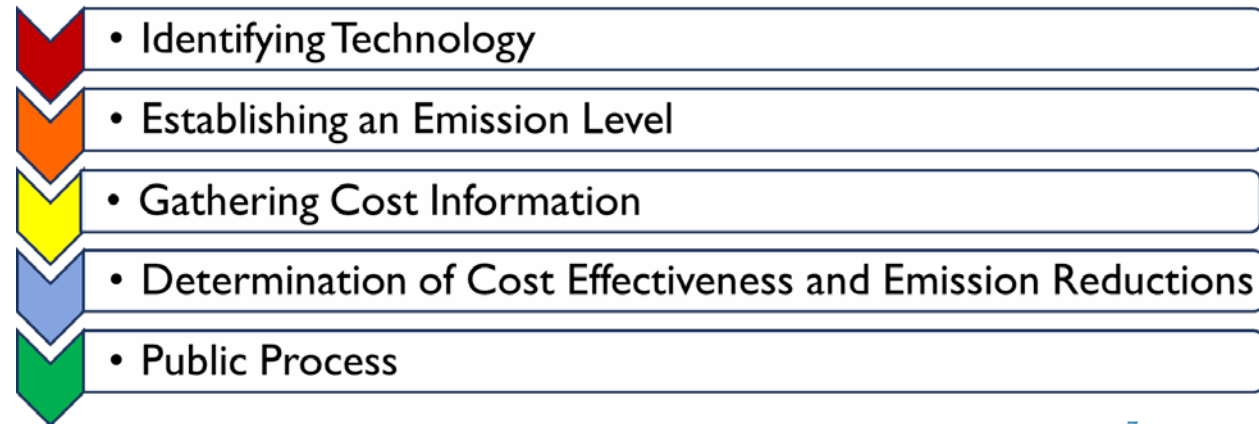 • Identifying Technology
• Establishing an Emission Level
• Gathering Cost Information
• Determination of Cost Effectiveness and Emission Reductions
• Public Process